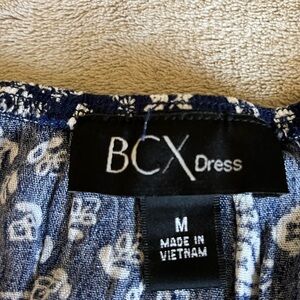 BCX Dress
M
MADE IN
VIETNAM